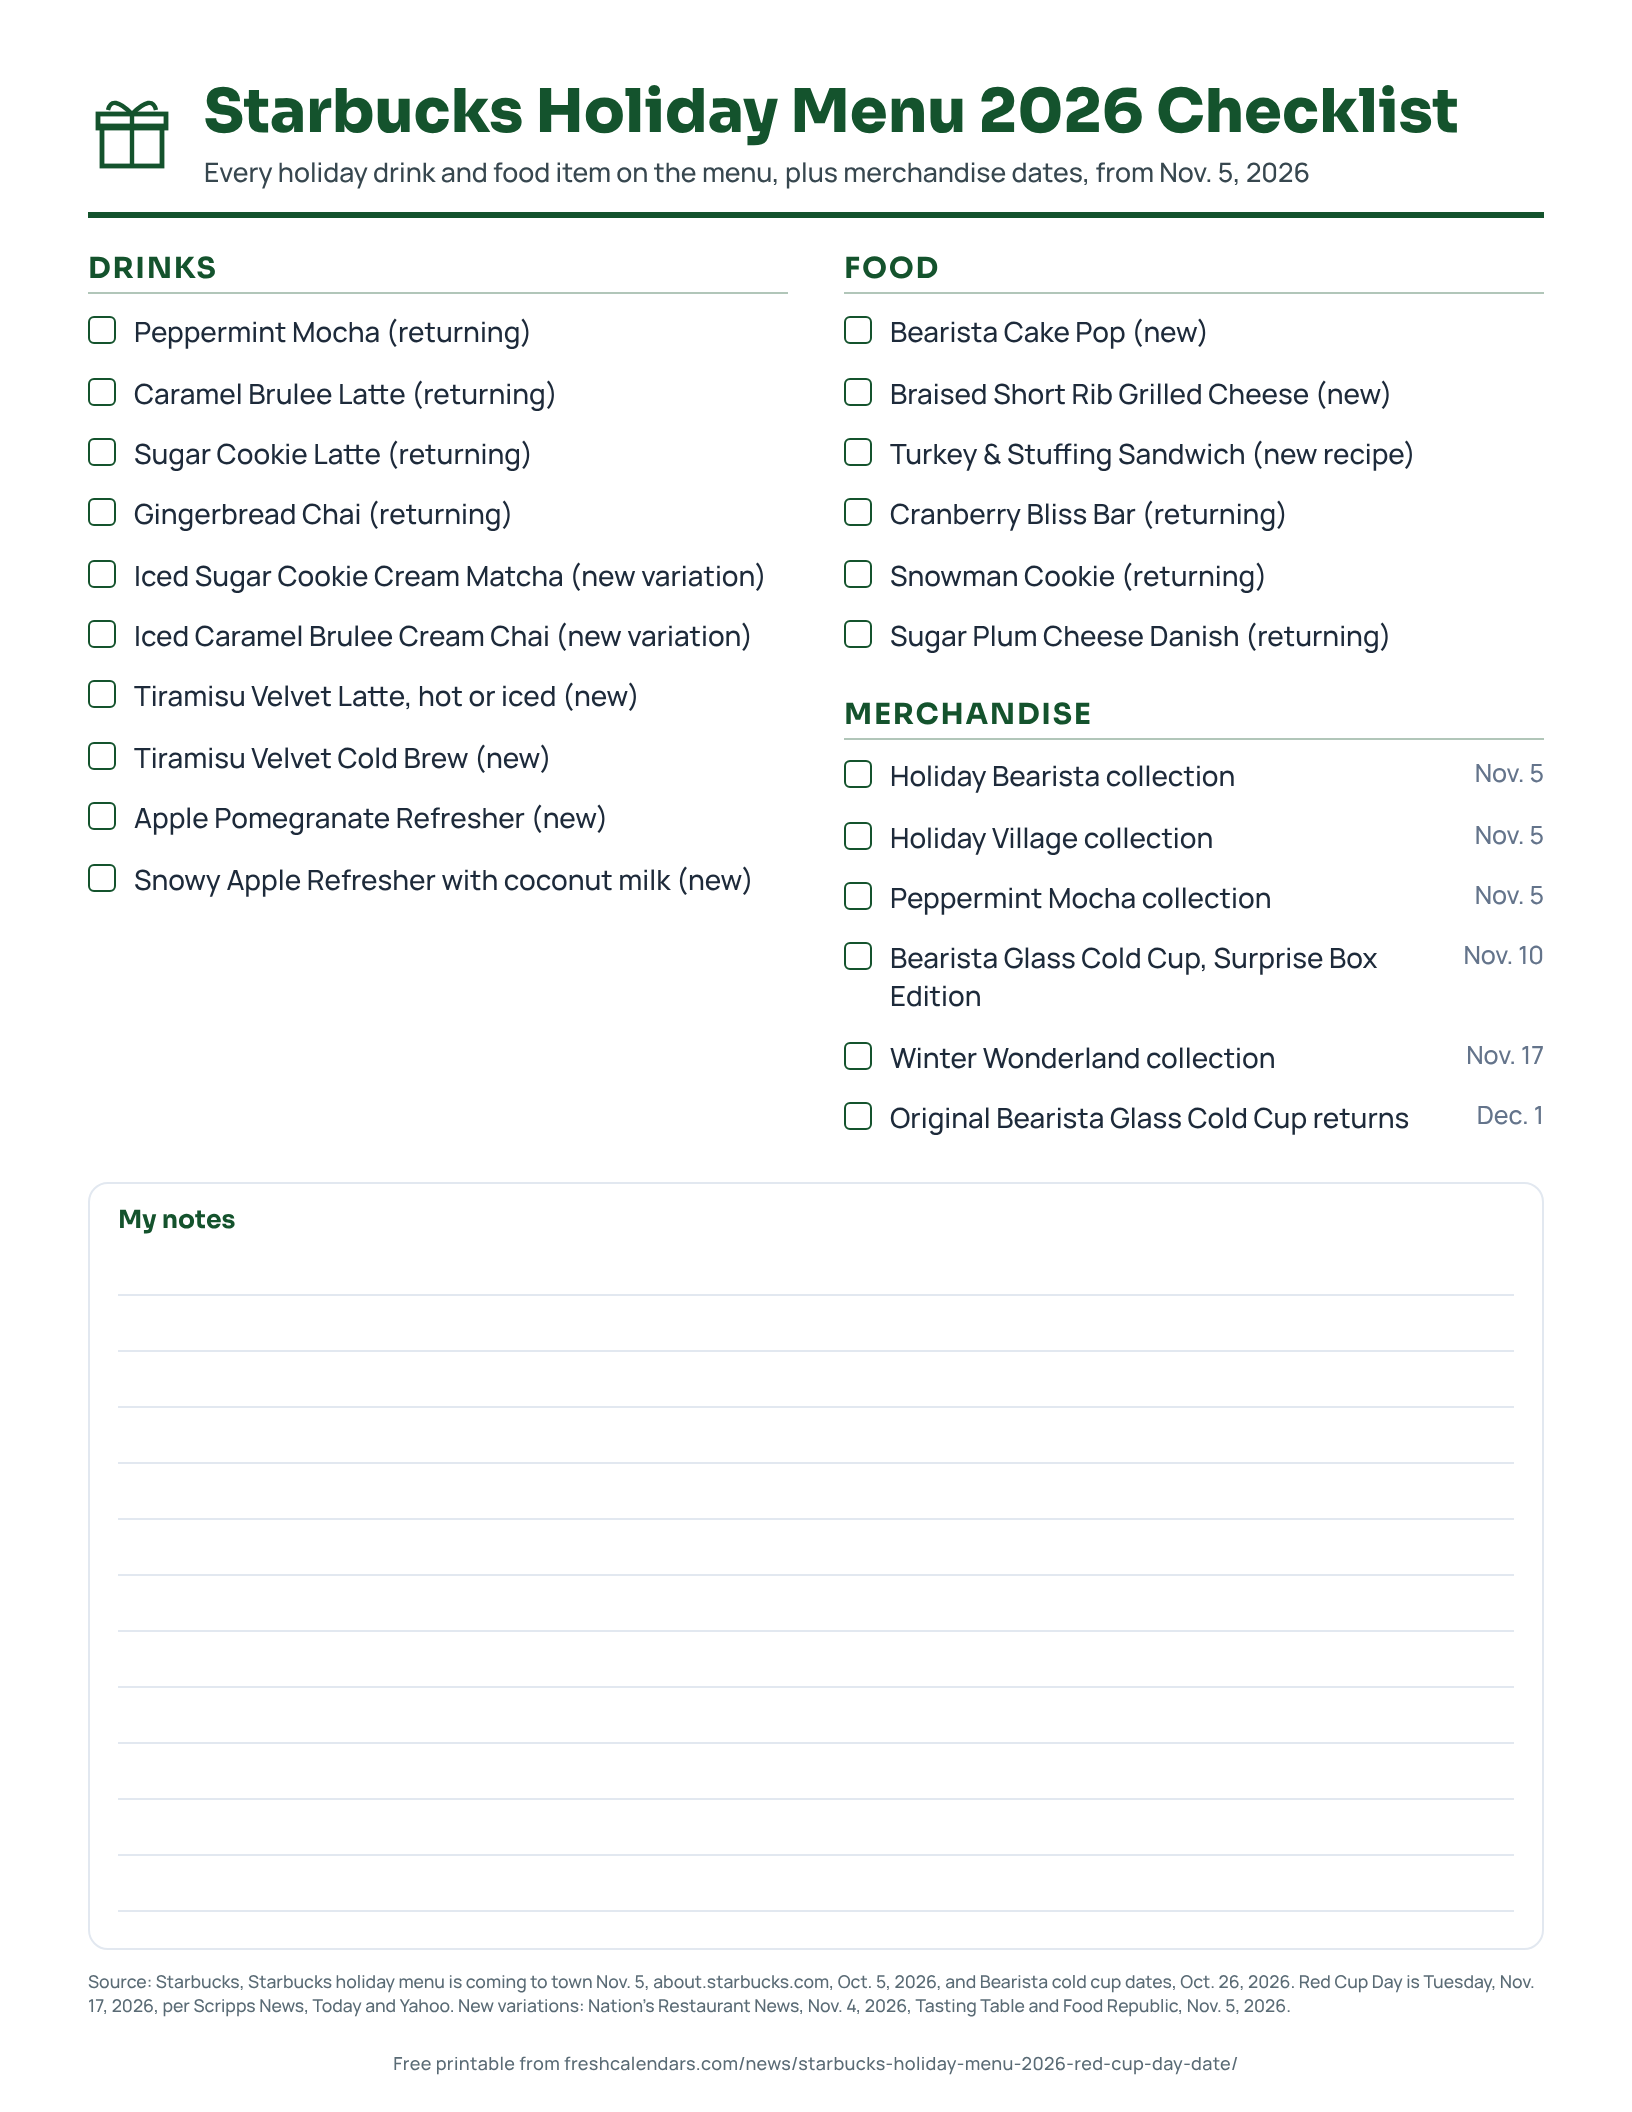 Starbucks Holiday Menu 2026 Checklist
Every holiday drink and food item on the menu, plus merchandise dates, from Nov. 5, 2026
DRINKS
Peppermint Mocha (returning)
Caramel Brulee Latte (returning)
Sugar Cookie Latte (returning)
Gingerbread Chai (returning)
Iced Sugar Cookie Cream Matcha (new variation)
Iced Caramel Brulee Cream Chai (new variation)
Tiramisu Velvet Latte, hot or iced (new)
Tiramisu Velvet Cold Brew (new)
Apple Pomegranate Refresher (new)
Snowy Apple Refresher with coconut milk (new)
FOOD
Bearista Cake Pop (new)
Braised Short Rib Grilled Cheese (new)
Turkey & Stuffing Sandwich (new recipe)
Cranberry Bliss Bar (returning)
Snowman Cookie (returning)
Sugar Plum Cheese Danish (returning)
MERCHANDISE
Holiday Bearista collection Nov. 5
Holiday Village collection Nov. 5
Peppermint Mocha collection Nov. 5
Bearista Glass Cold Cup, Surprise Box Nov. 10
Edition
Winter Wonderland collection Nov. 17
Original Bearista Glass Cold Cup returns Dec. 1
My notes
Source: Starbucks, Starbucks holiday menu is coming to town Nov. 5, about.starbucks.com, Oct. 5, 2026, and Bearista cold cup dates, Oct. 26, 2026. Red Cup Day is Tuesday, Nov.
17, 2026, per Scripps News, Today and Yahoo. New variations: Nation's Restaurant News, Nov. 4, 2026, Tasting Table and Food Republic, Nov. 5, 2026.
Free printable from freshcalendars.com/news/starbucks-holiday-menu-2026-red-cup-day-date/